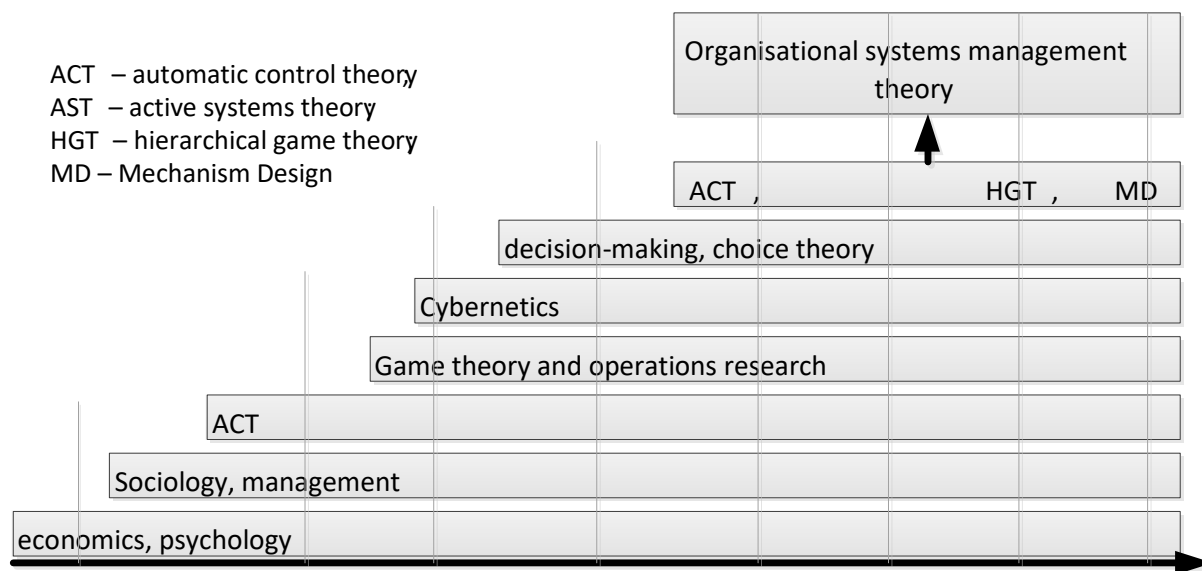 ACT – automatic control theory,
AST – active systems theory
HGT – hierarchical game theory
MD – Mechanism Design
Organisational systems management
theory
ACT , HGT , MD
decision-making, choice theory
Cybernetics
Game theory and operations research
ACT
Sociology, management
economics, psychology